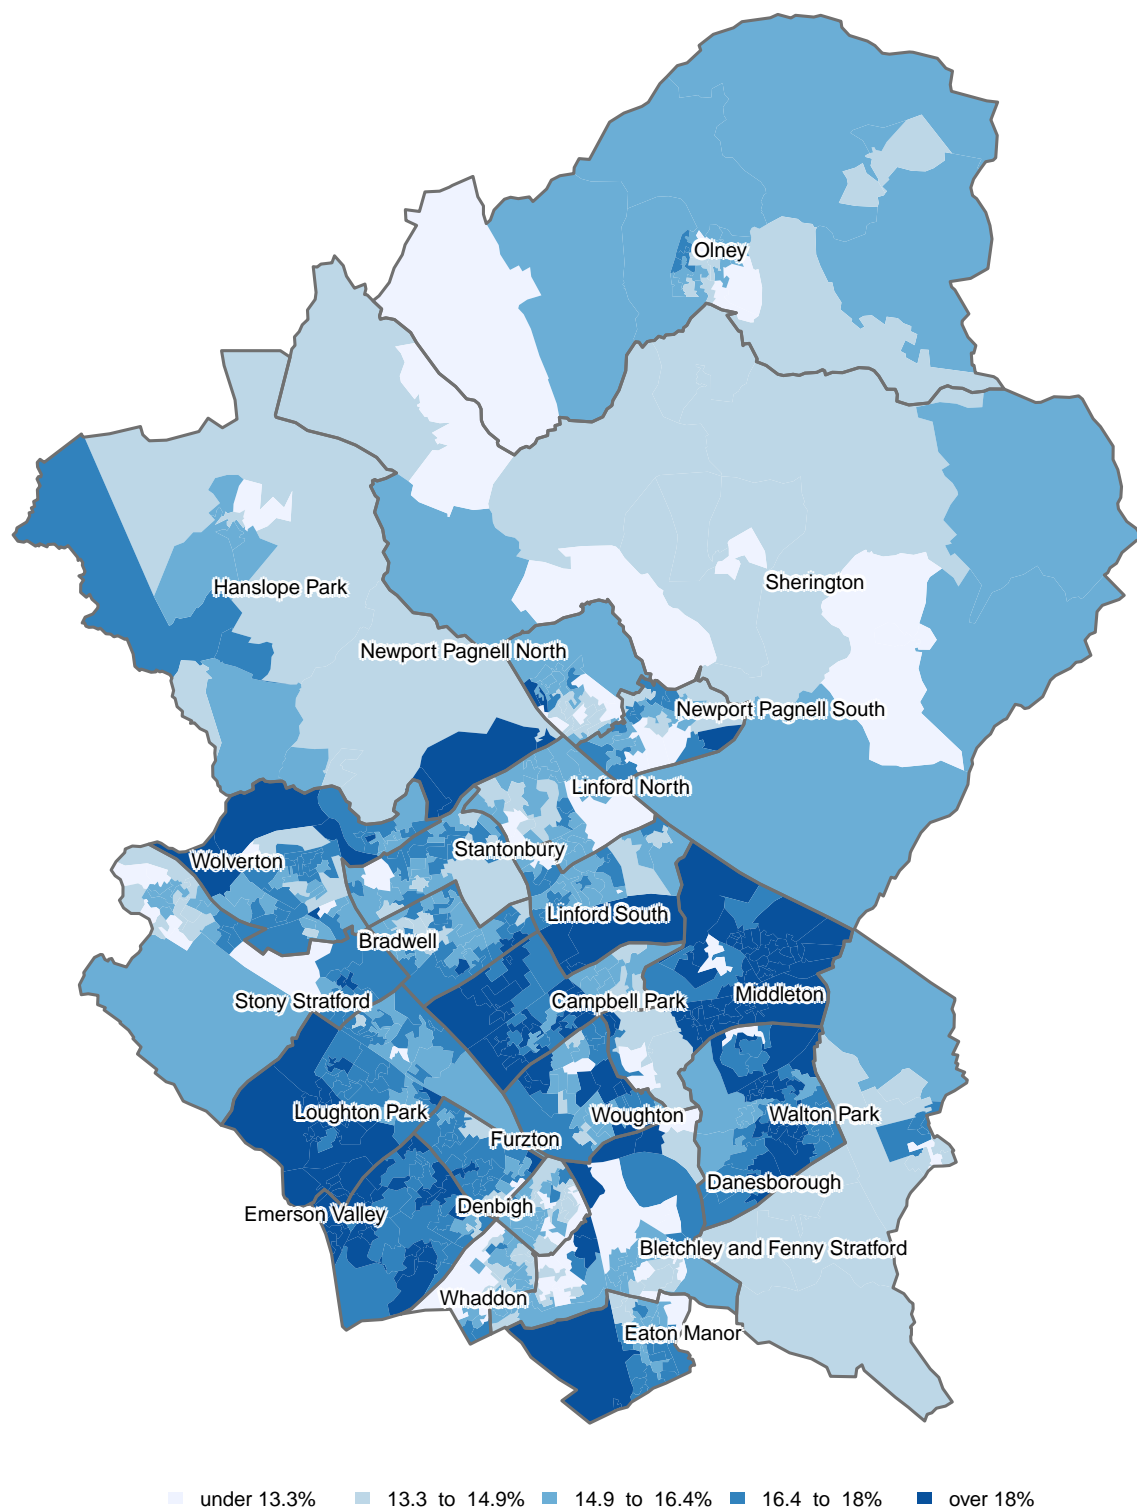 Olney
Hanslope Park
Sherington
Newport Pagnell North
Newport Pagnell South
Linford North
Stantonbury
Wolverton
Linford South
Bradwell
Middleton
Stony Stratford
Campbell Park
Loughton Park
Woughton
Walton Park
Furzton
Danesborough
Denbigh
Emerson Valley
Bletchley and Fenny Stratford
Whaddon
Eaton Manor
under 13.3% 13.3 to 14.9% 14.9 to 16.4% 16.4 to 18% over 18%